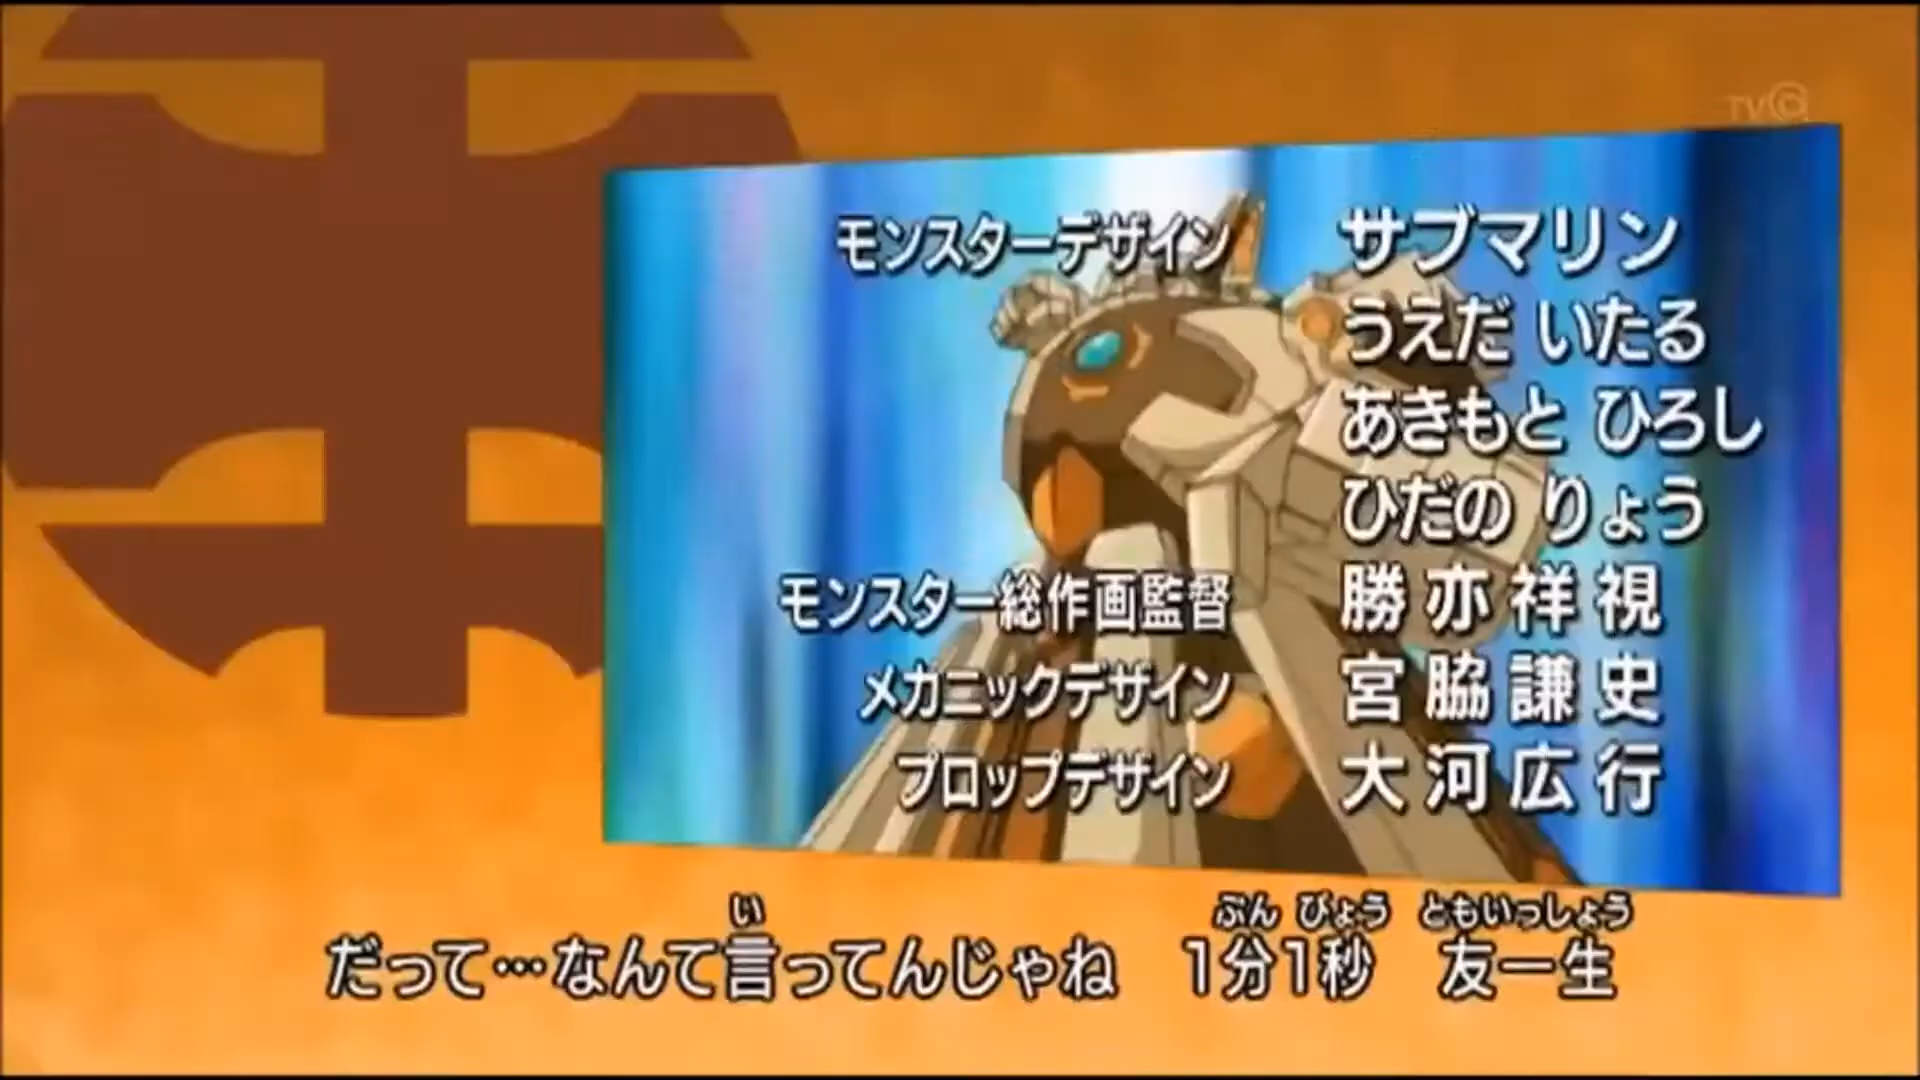 TVQ
モンスターデザイン サブマリン
うえだ いたる
あきもと ひろし
ひだの りょう
モンスター総作画監督 勝亦祥視
メカニックデザイン 宮脇謙史
プロップデザイン 大河広行
い ぶん びょう ともいっしょう
だって…なんて言ってんじゃね 1分1秒 友一生